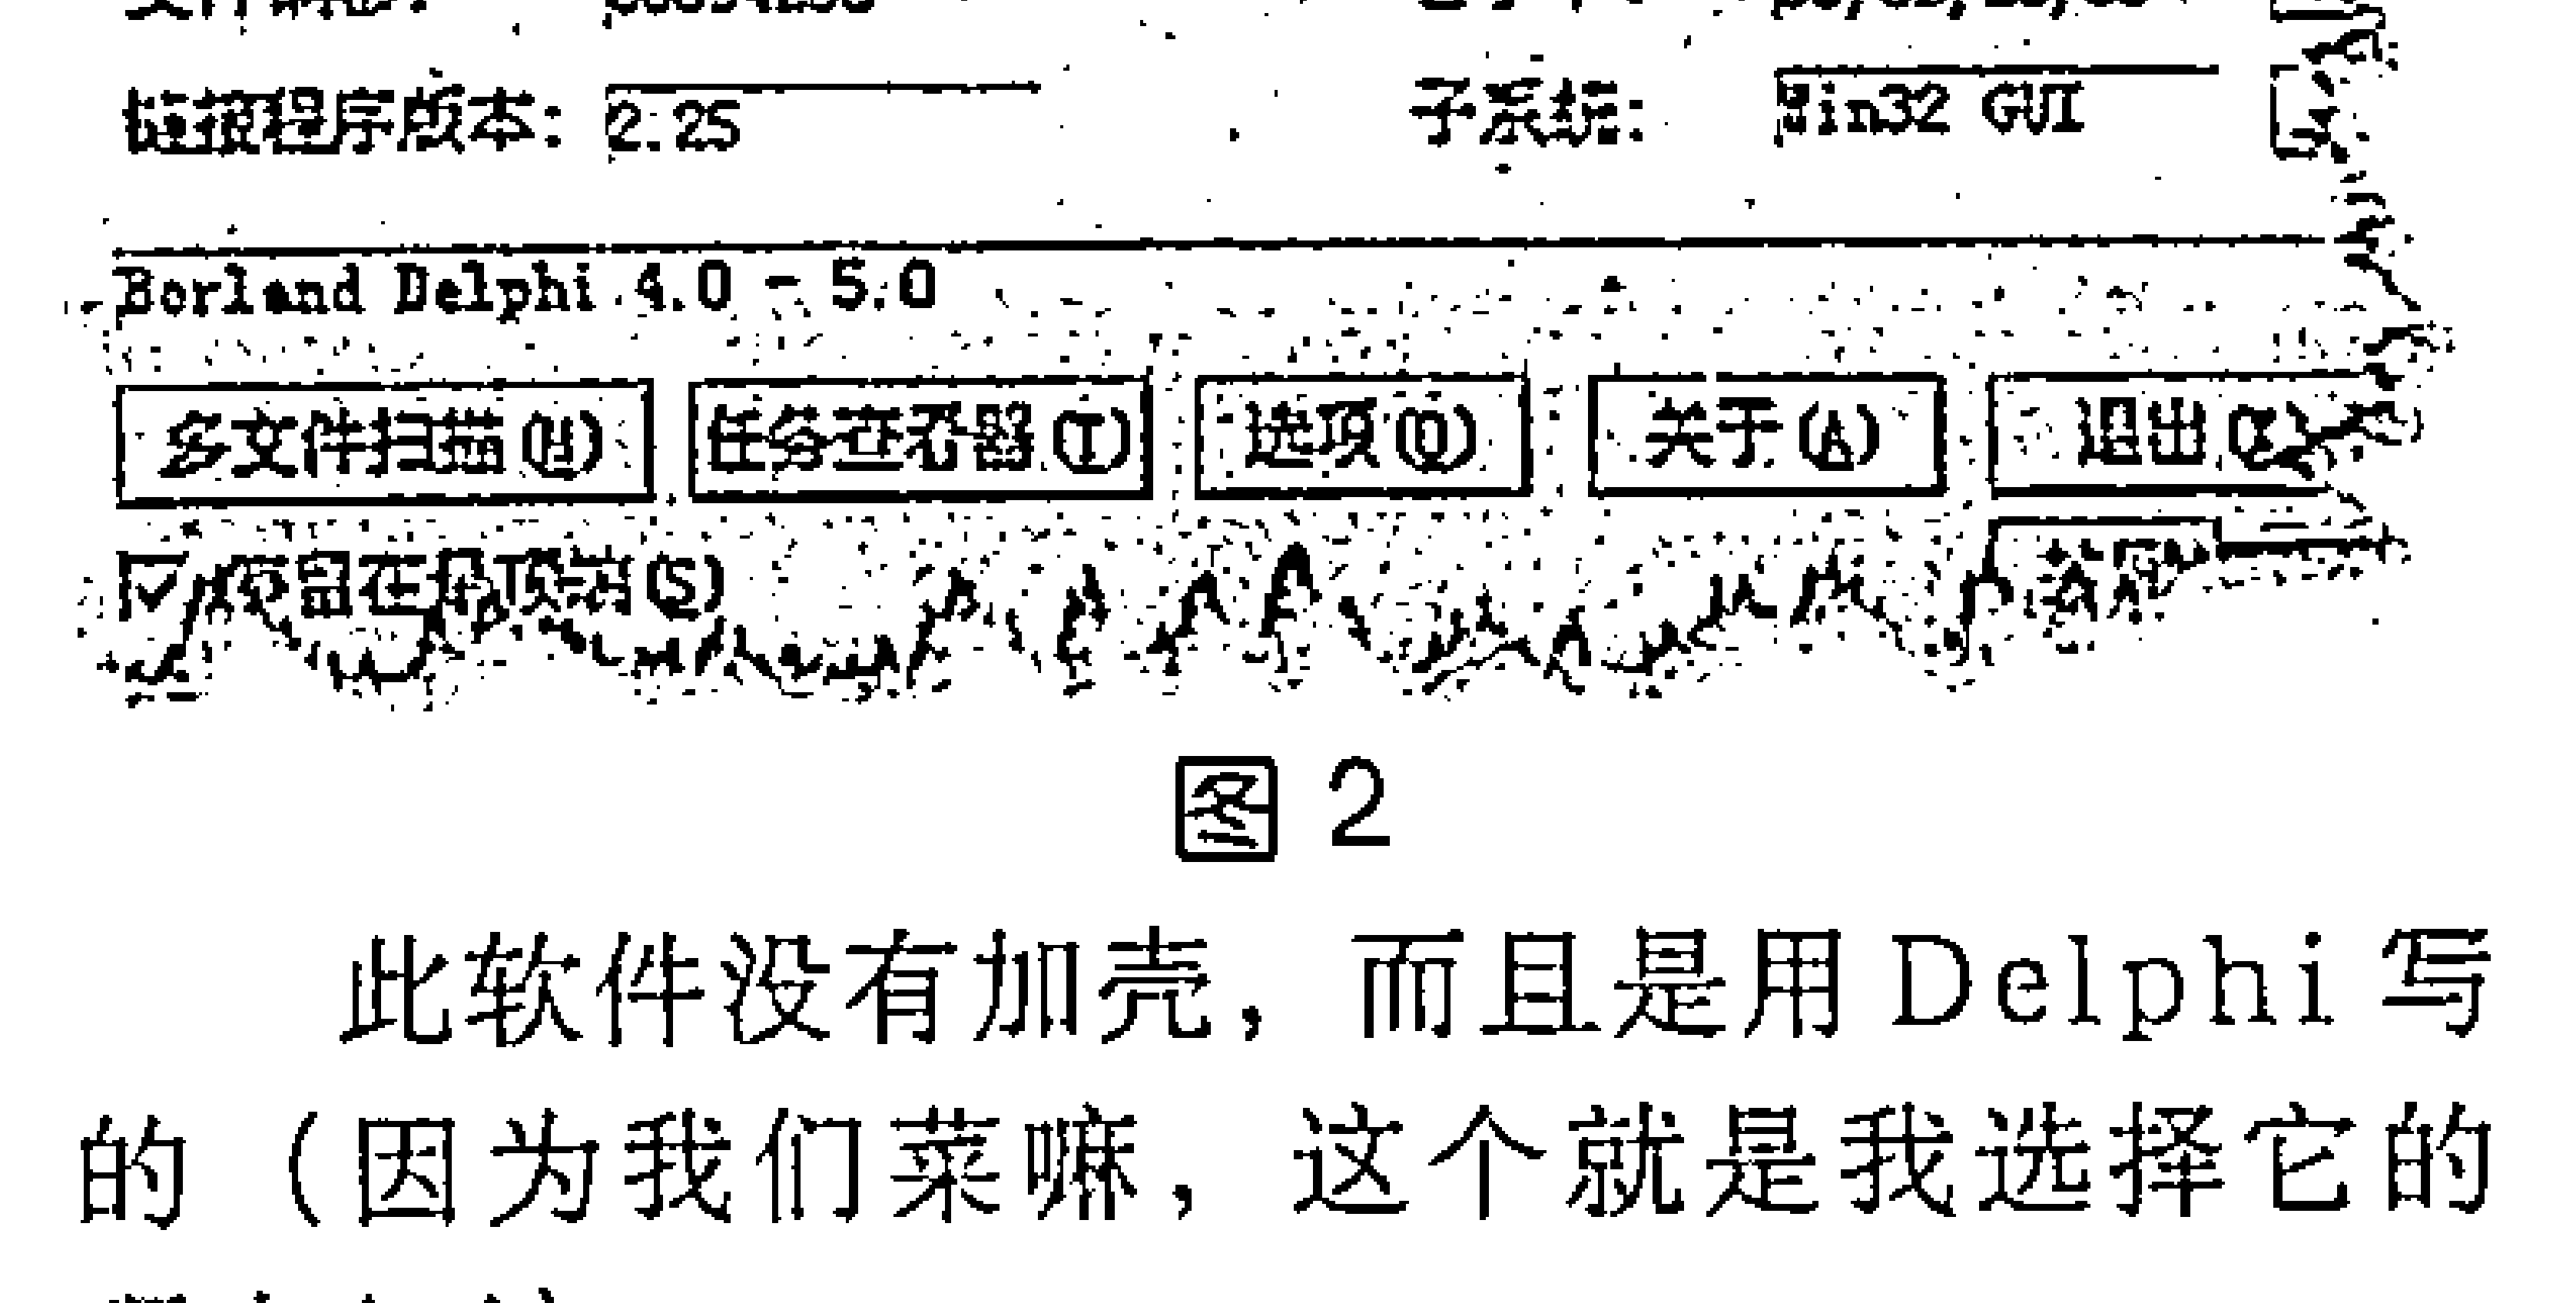 链接程序版本： 2.25 子系统： Win32 GUI
Borland Delphi 4.0 - 5.0
多文件扫描(H) 任务查看器(T) 选项(O) 关于(A) 退出
保留在最顶端(S)
图 2
此软件没有加壳，而且是用Delphi写
的（因为我们菜嘛，这个就是我选择它的